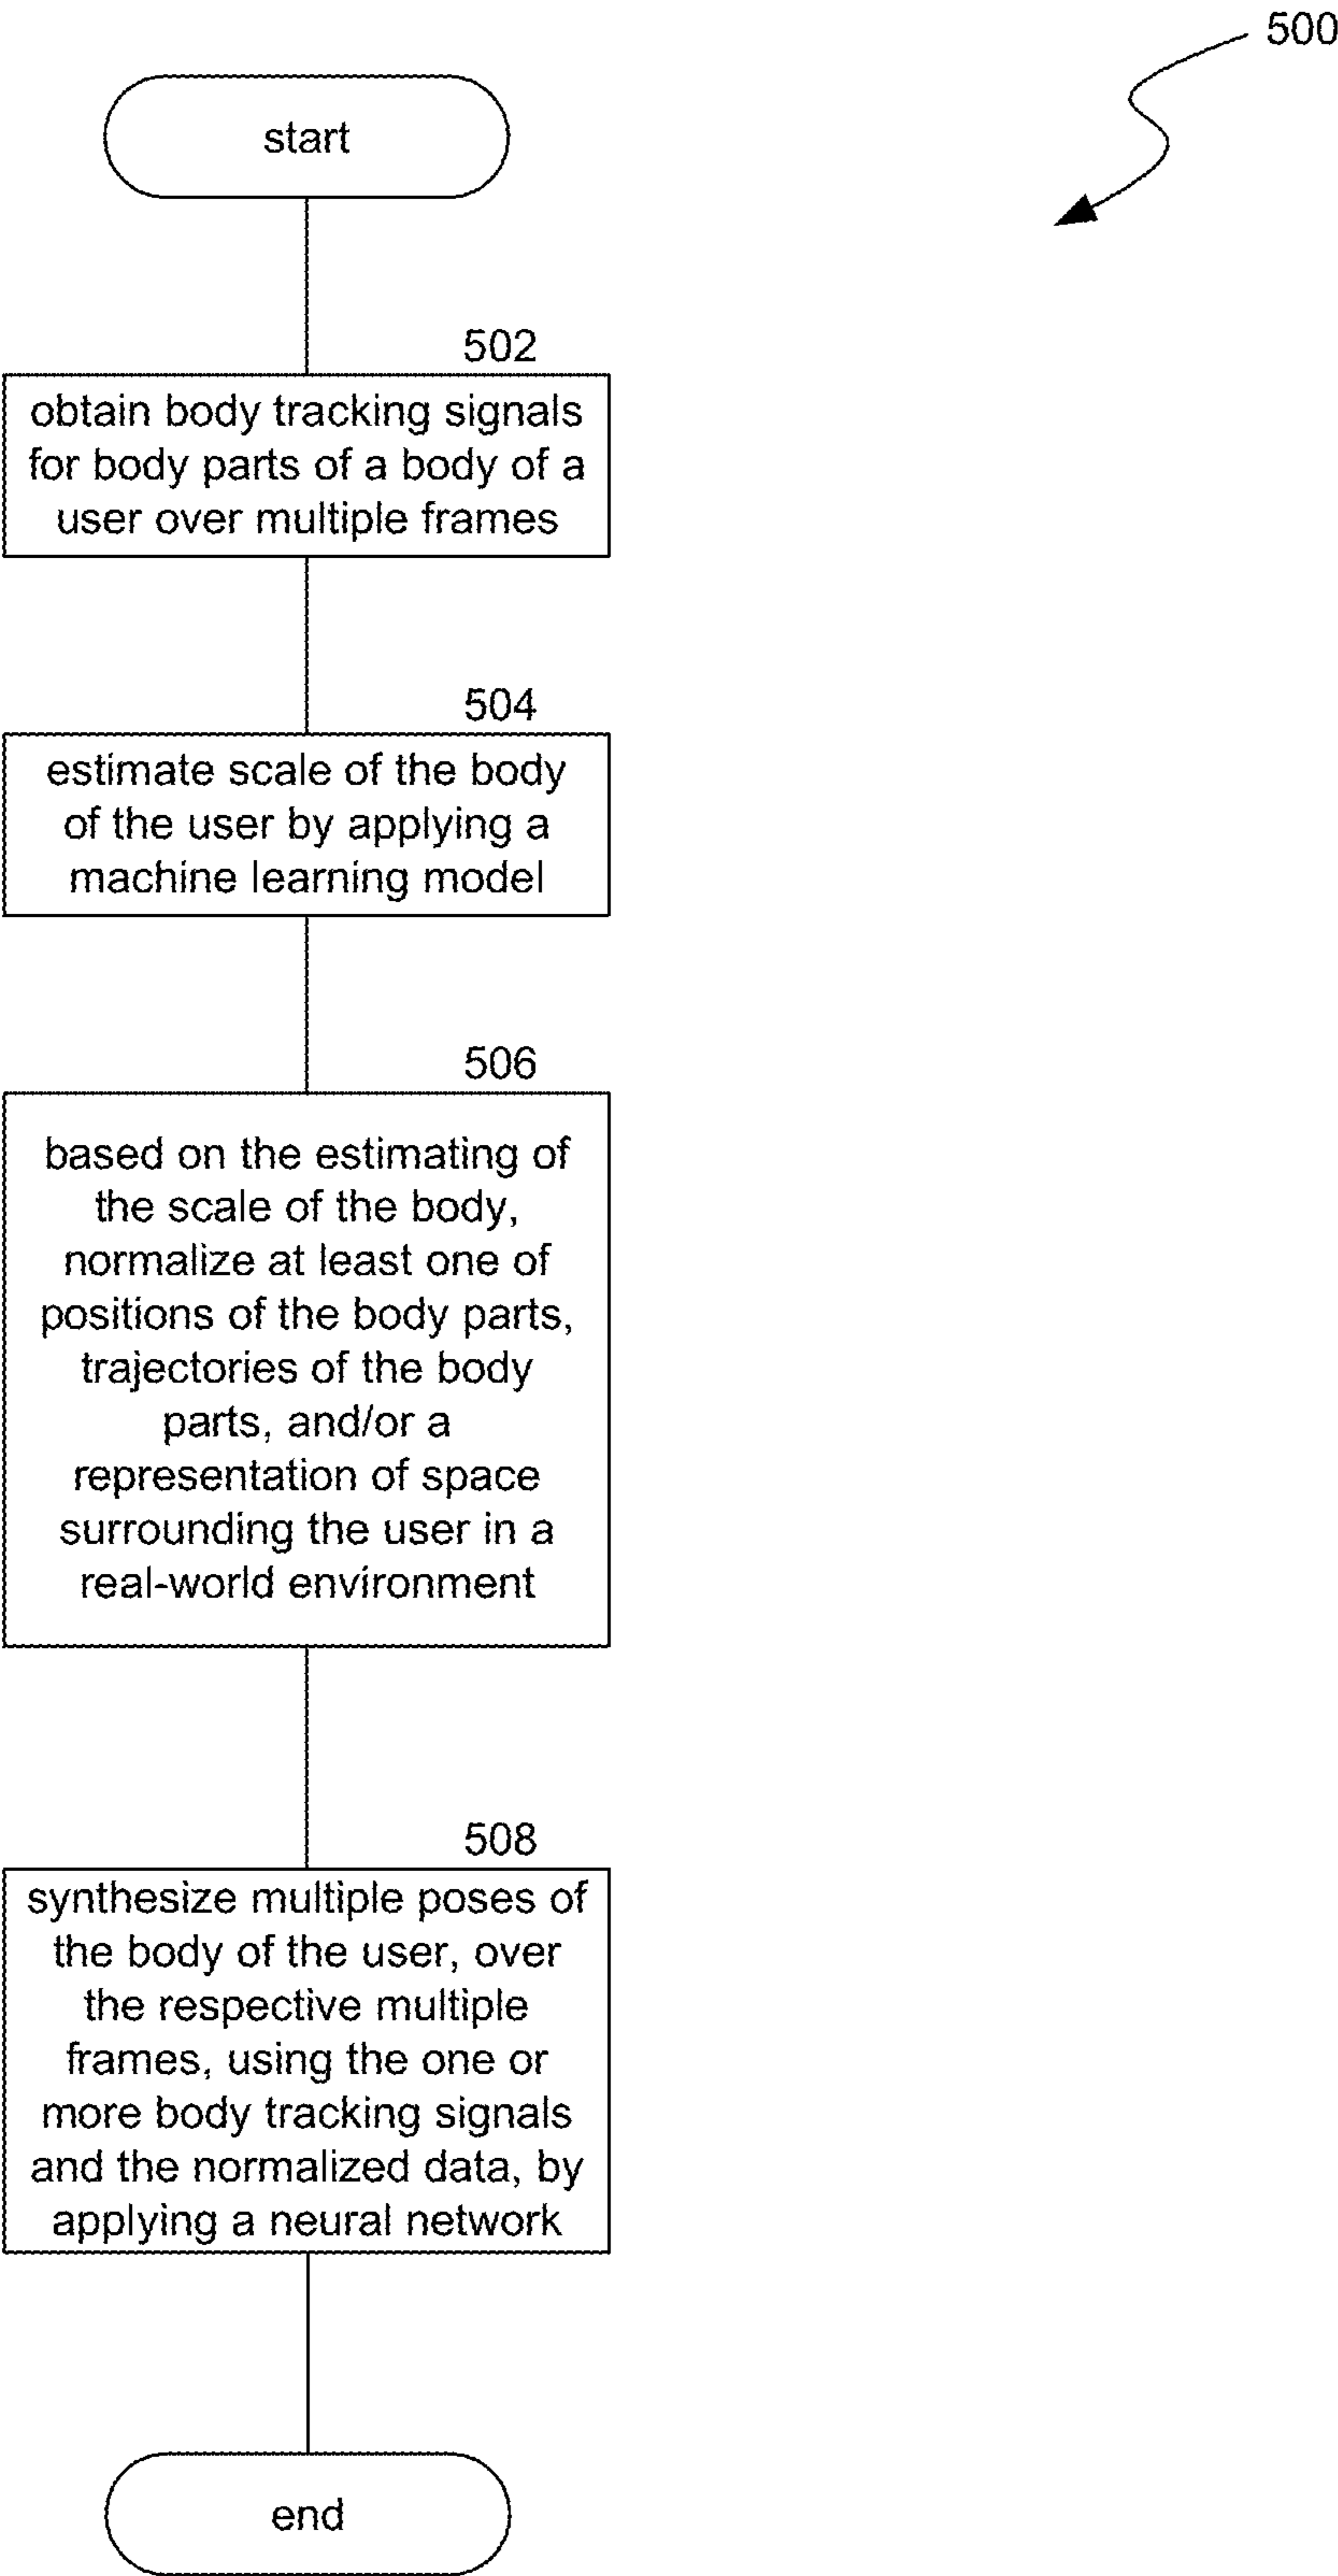 500
start
502
obtain body tracking signals
for body parts of a body of a
user over multiple frames
504
estimate scale of the body
of the user by applying a
machine learning model
506
based on the estimating of
the scale of the body,
normalize at least one of
positions of the body parts,
trajectories of the body
parts, and/or a
representation of space
surrounding the user in a
real-world environment
508
synthesize multiple poses of
the body of the user, over
the respective multiple
frames, using the one or
more body tracking signals
and the normalized data, by
applying a neural network
end